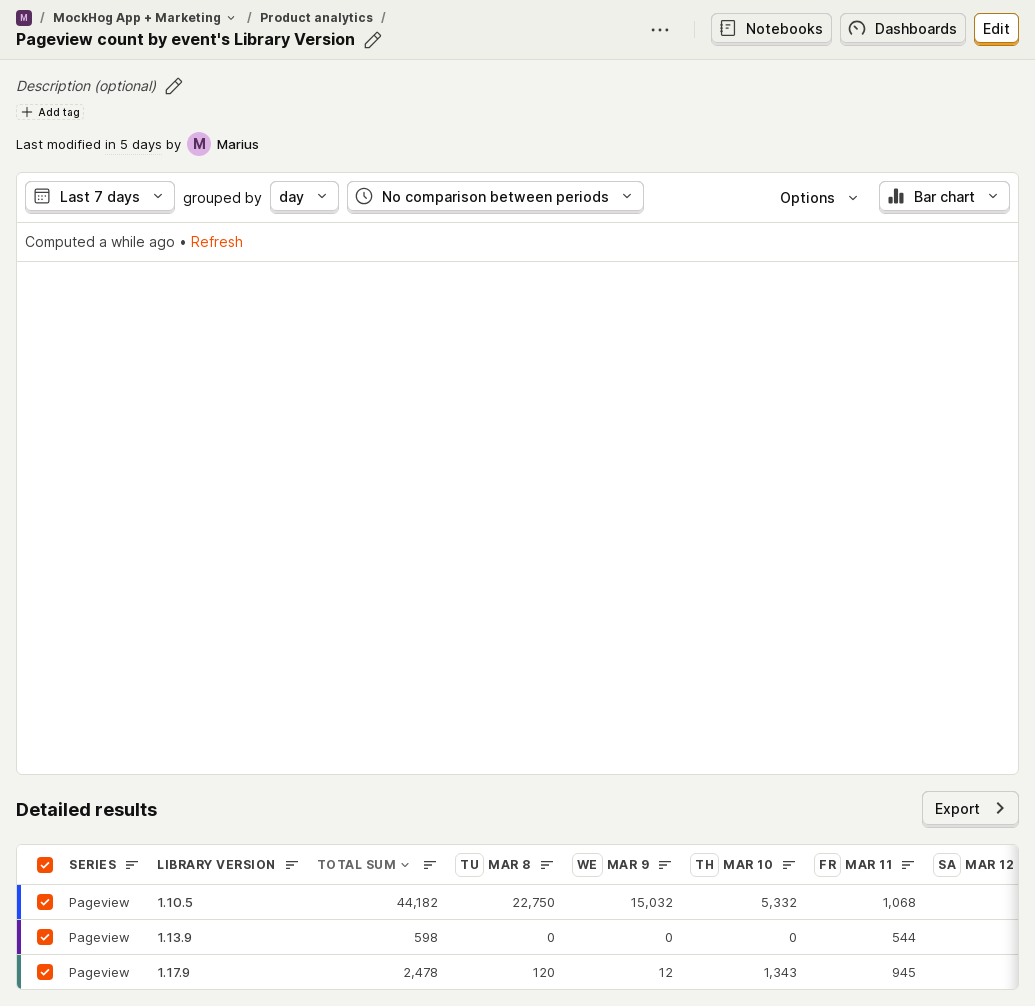 M / MockHog App + Marketing / Product analytics /
Pageview count by event's Library Version
Notebooks Dashboards Edit
Description (optional)
Add tag
Last modified in 5 days by M Marius
Last 7 days grouped by day No comparison between periods Options Bar chart
Computed a while ago • Refresh
Detailed results
Export
SERIES LIBRARY VERSION TOTAL SUM TU MAR 8 WE MAR 9 TH MAR 10 FR MAR 11 SA MAR 12
Pageview 1.10.5 44,182 22,750 15,032 5,332 1,068
Pageview 1.13.9 598 0 0 0 544
Pageview 1.17.9 2,478 120 12 1,343 945